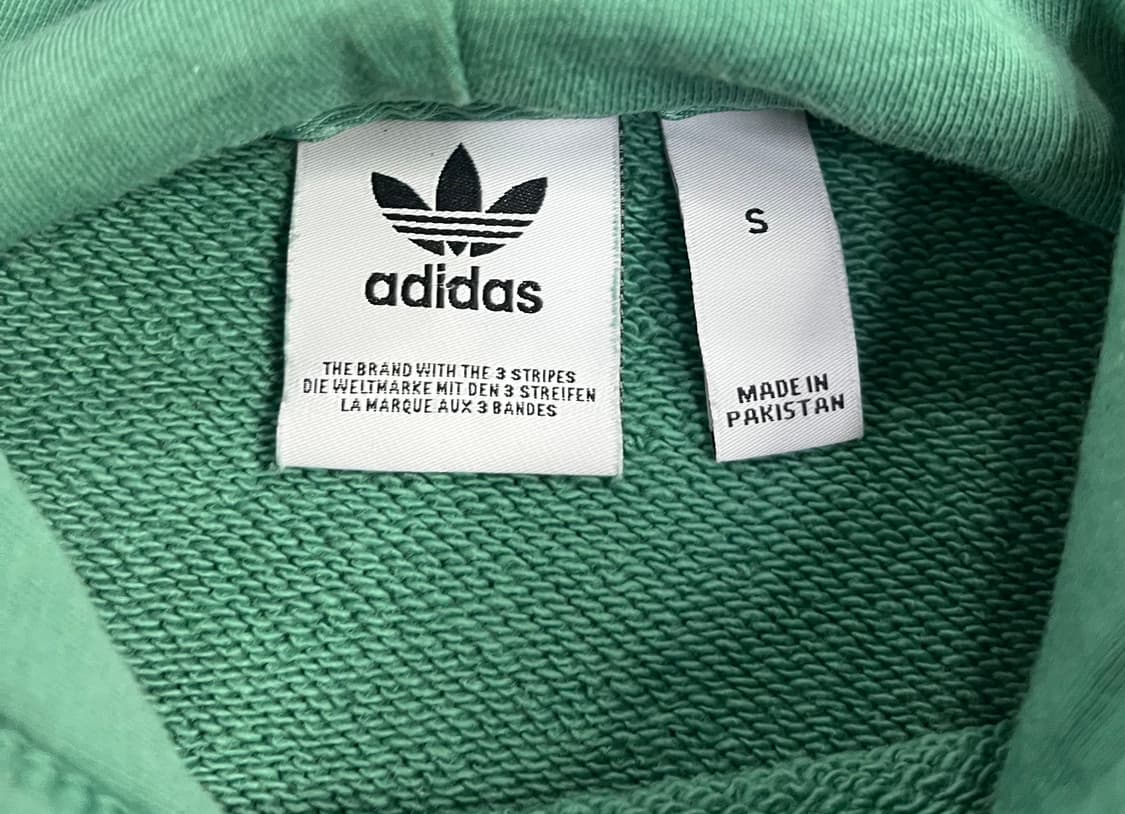 adidas
THE BRAND WITH THE 3 STRIPES
DIE WELTMARKE MIT DEN 3 STREIFEN
LA MARQUE AUX 3 BANDES
S
MADE IN
PAKISTAN